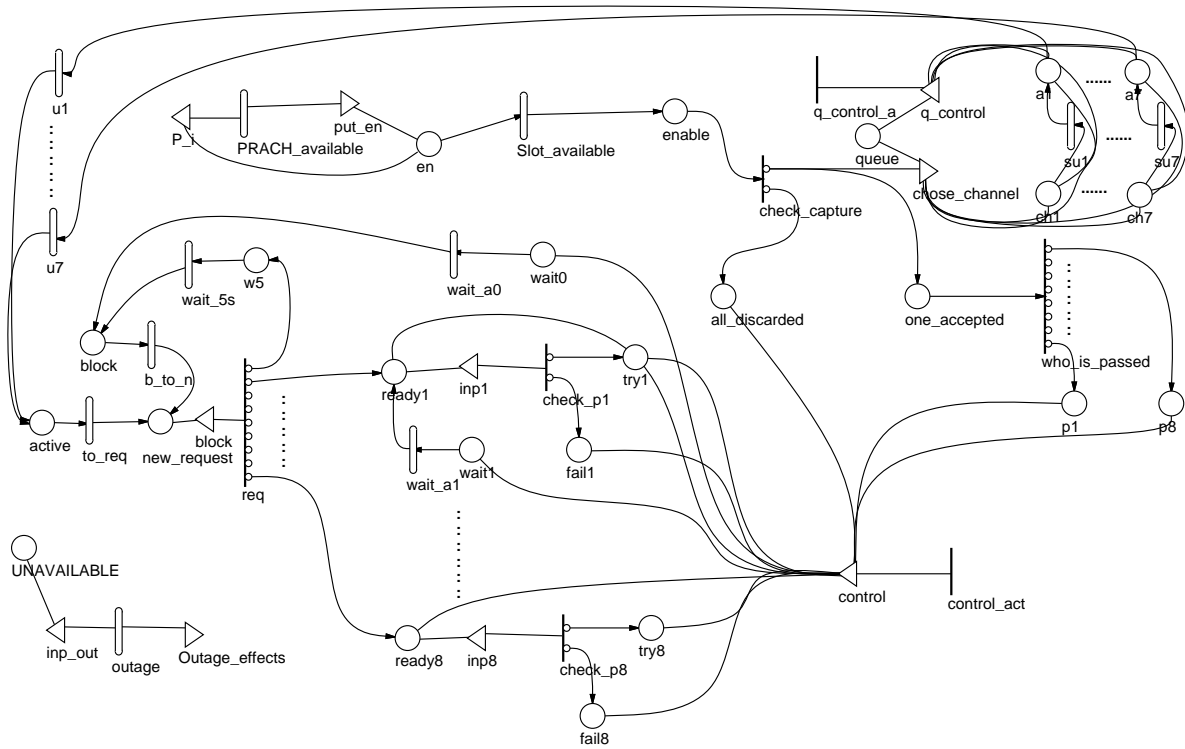 u1
a1
a7
q_control_a
q_control
P_i
put_en
PRACH_available
en
Slot_available
enable
queue
su1
su7
chose_channel
check_capture
ch1
ch7
u7
w5
wait_5s
wait_a0
wait0
all_discarded
one_accepted
who_is_passed
block
b_to_n
ready1
inp1
check_p1
try1
active
to_req
block
new_request
req
wait_a1
wait1
fail1
p1
p8
UNAVAILABLE
control
control_act
inp_out
outage
Outage_effects
ready8
inp8
check_p8
try8
fail8